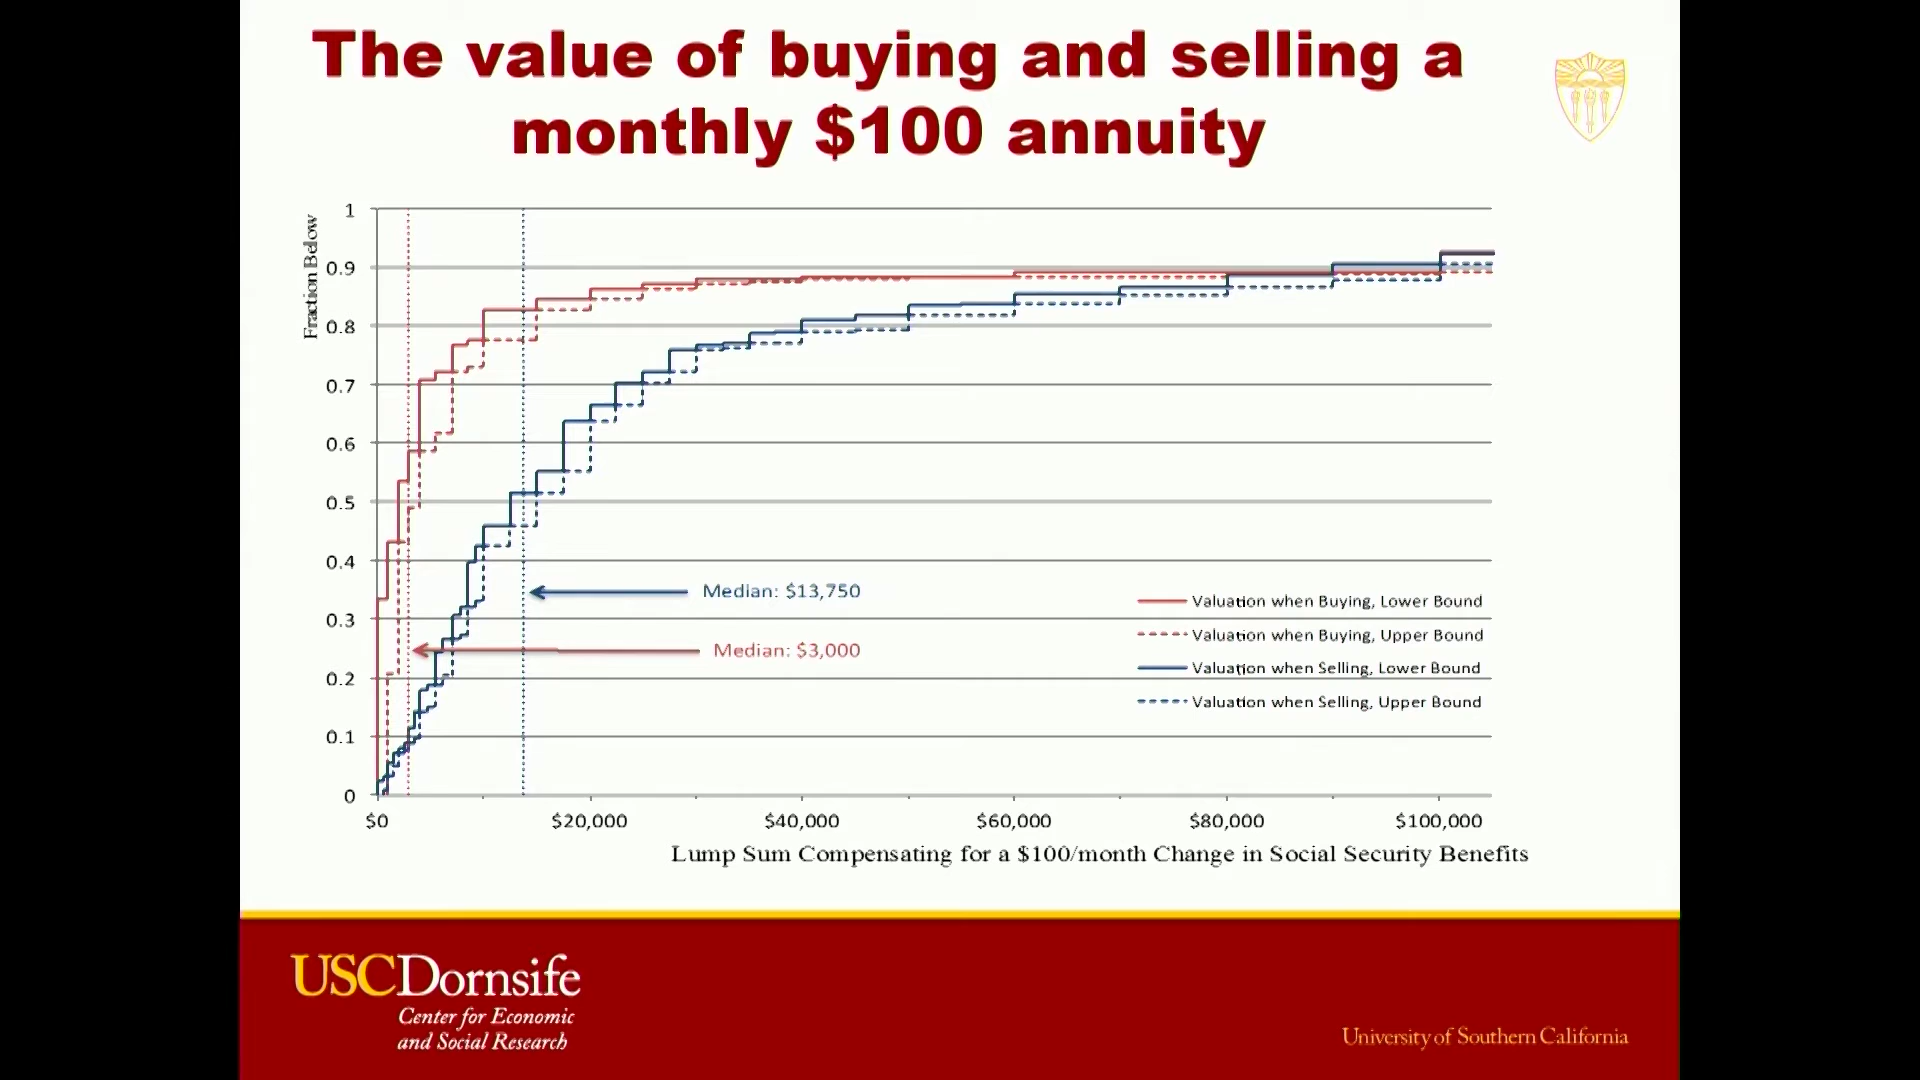 The value of buying and selling a
monthly $100 annuity
Fraction Below
1
0.9
0.8
0.7
0.6
0.5
0.4
0.3
0.2
0.1
0
Median: $13,750
Median: $3,000
Valuation when Buying, Lower Bound
Valuation when Buying, Upper Bound
Valuation when Selling, Lower Bound
Valuation when Selling, Upper Bound
$0 $20,000 $40,000 $60,000 $80,000 $100,000
Lump Sum Compensating for a $100/month Change in Social Security Benefits
USCDornsife
Center for Economic
and Social Research
University of Southern California